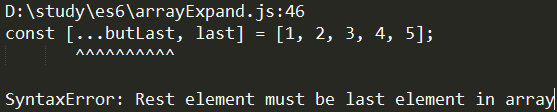 D:\study\es6\arrayExpand.js:46
const [...butLast, last] = [1, 2, 3, 4, 5];
       ^^^^^^^^^^
SyntaxError: Rest element must be last element in array